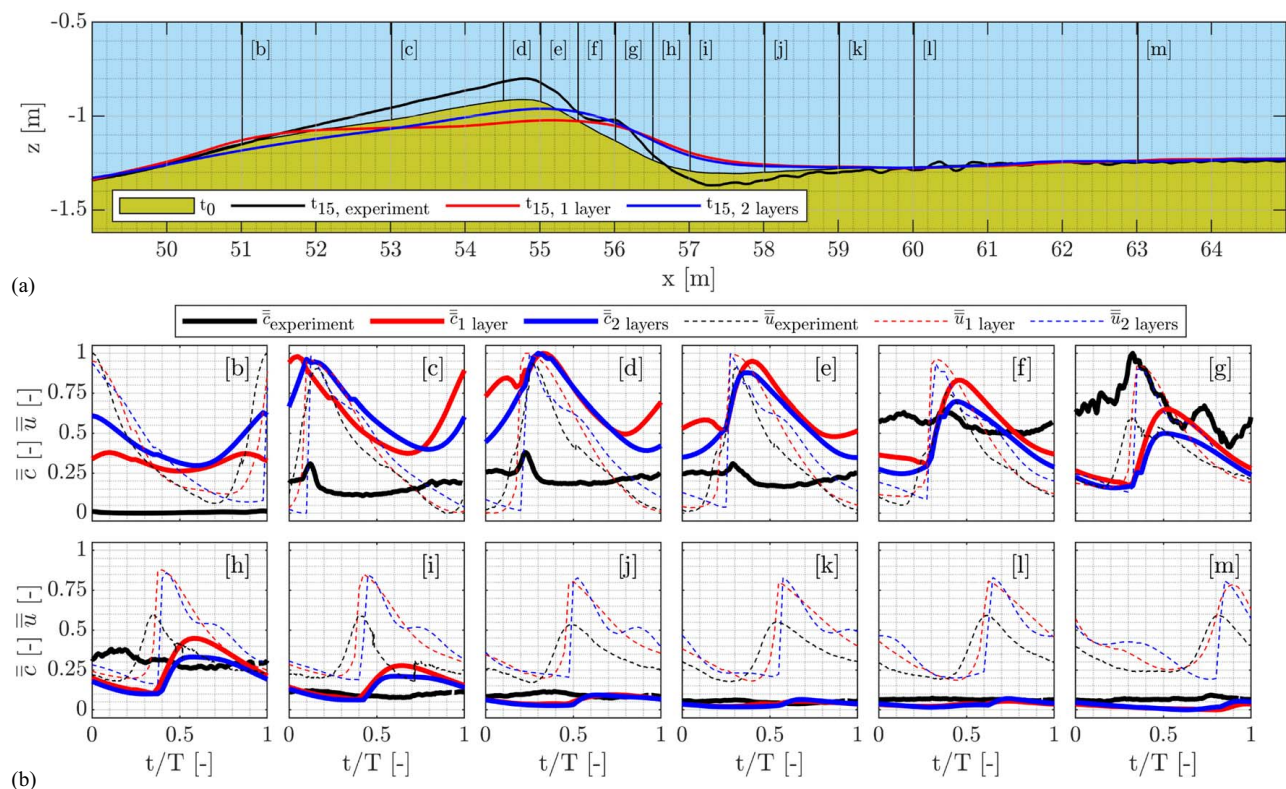 -0.5
[b] [c] [d] [e] [f] [g] [h] [i] [j] [k] [l] [m]
z [m]
-1
-1.5
t0 t15, experiment t15, 1 layer t15, 2 layers
50 51 52 53 54 55 56 57 58 59 60 61 62 63 64
x [m]
(a)
c̿experiment c̿1 layer c̿2 layers u̿experiment u̿1 layer u̿2 layers
1
0.75
0.5
0.25
0
c̿ [-] u̿ [-]
[b] [c] [d] [e] [f] [g]
0.75
0.5
0.25
0
c̿ [-] u̿ [-]
[h] [i] [j] [k] [l] [m]
0 0.5 1 0 0.5 1 0 0.5 1 0 0.5 1 0 0.5 1 0 0.5 1
t/T [-] t/T [-] t/T [-] t/T [-] t/T [-] t/T [-]
(b)